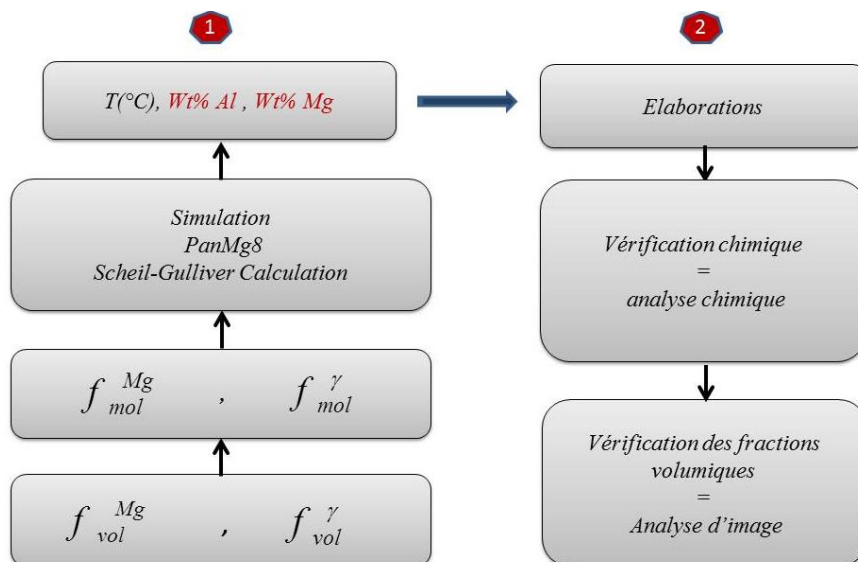 1
T(°C), Wt% Al , Wt% Mg
Simulation
PanMg8
Scheil-Gulliver Calculation
f mol Mg , f mol γ
f vol Mg , f vol γ
2
Elaborations
Vérification chimique
=
analyse chimique
Vérification des fractions
volumiques
=
Analyse d’image